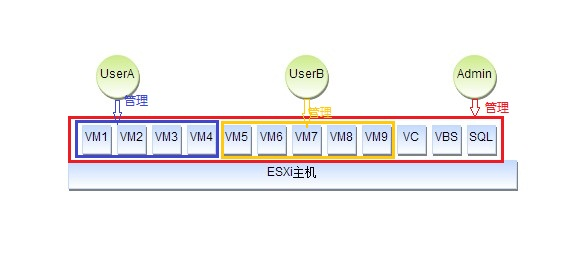 UserA UserB Admin
管理 管理 管理
VM1 VM2 VM3 VM4 VM5 VM6 VM7 VM8 VM9 VC VBS SQL
ESXi主机